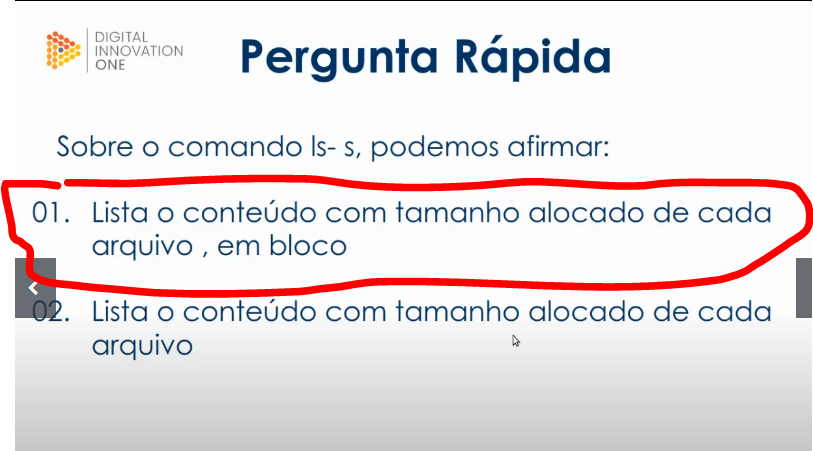 DIGITAL
INNOVATION
ONE
Pergunta Rápida
Sobre o comando ls- s, podemos afirmar:
01. Lista o conteúdo com tamanho alocado de cada
arquivo , em bloco
02. Lista o conteúdo com tamanho alocado de cada
arquivo